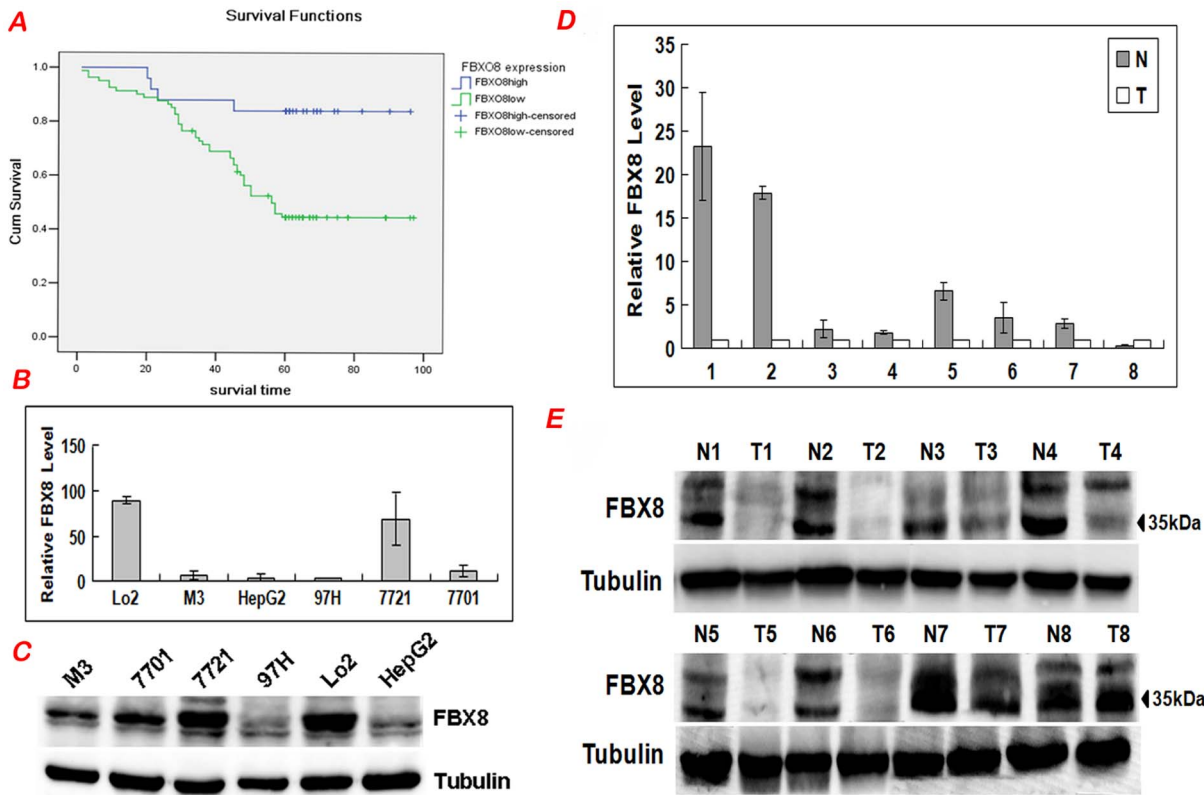 A
Survival Functions
1.0
0.8
0.6
0.4
0.2
0.0
Cum Survival
0 20 40 60 80 100
survial time
FBXO8 expression
FBXO8high
FBXO8low
FBXO8high-censored
FBXO8low-censored
B
Relative FBX8 Level
150
100
50
0
Lo2 M3 HepG2 97H 7721 7701
C
M3 7701 7721 97H Lo2 HepG2
FBX8
Tubulin
D
Relative FBX8 Level
35
30
25
20
15
10
5
0
1 2 3 4 5 6 7 8
N
T
E
N1 T1 N2 T2 N3 T3 N4 T4
FBX8
35kDa
Tubulin
N5 T5 N6 T6 N7 T7 N8 T8
FBX8
35kDa
Tubulin